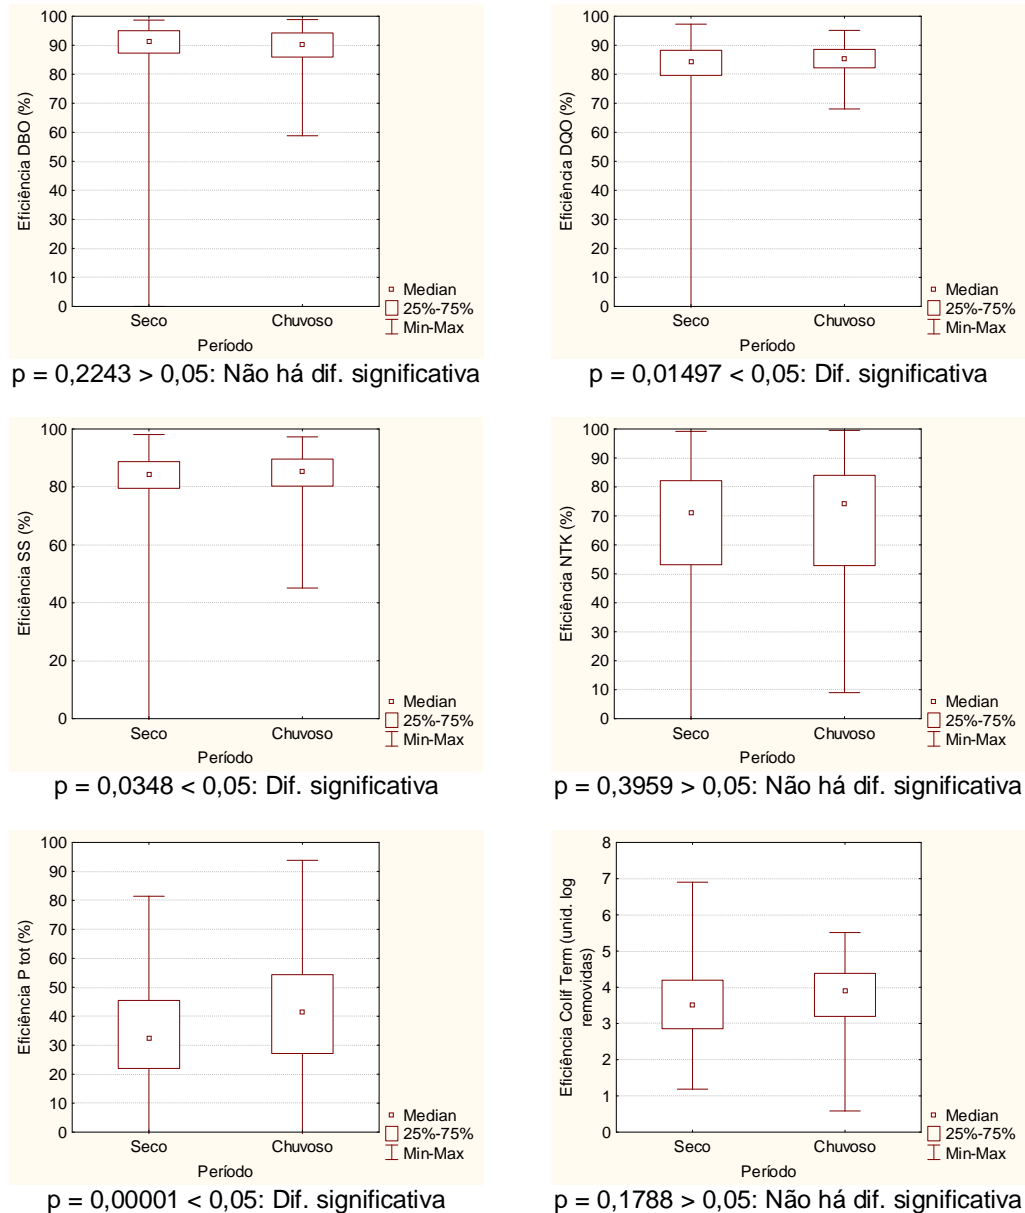 100
90
80
70
60
50
40
30
20
10
0
Eficiência DBO (%)
Seco
Chuvoso
Período
Median
25%-75%
Min-Max
p = 0,2243 > 0,05: Não há dif. significativa
100
90
80
70
60
50
40
30
20
10
0
Eficiência DQO (%)
Seco
Chuvoso
Período
Median
25%-75%
Min-Max
p = 0,01497 < 0,05: Dif. significativa
100
80
60
40
20
0
Eficiência SS (%)
Seco
Chuvoso
Período
Median
25%-75%
Min-Max
p = 0,0348 < 0,05: Dif. significativa
100
90
80
70
60
50
40
30
20
10
0
Eficiência NTK (%)
Seco
Chuvoso
Período
Median
25%-75%
Min-Max
p = 0,3959 > 0,05: Não há dif. significativa
100
90
80
70
60
50
40
30
20
10
0
Eficiência P tot (%)
Seco
Chuvoso
Período
Median
25%-75%
Min-Max
p = 0,00001 < 0,05: Dif. significativa
8
7
6
5
4
3
2
1
0
Eficiência Colif Term (unid. log
removidas)
Seco
Chuvoso
Período
Median
25%-75%
Min-Max
p = 0,1788 > 0,05: Não há dif. significativa